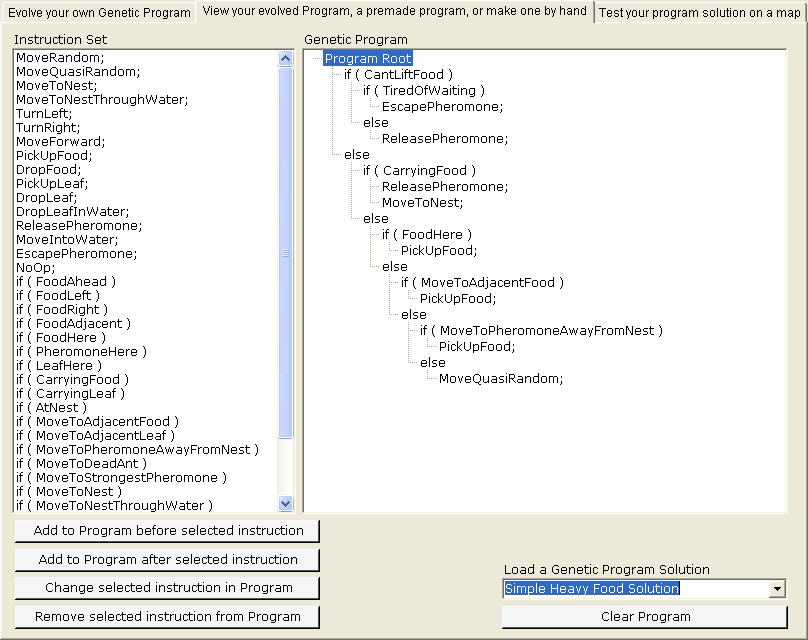 Evolve your own Genetic Program
View your evolved Program, a premade program, or make one by hand
Test your program solution on a map
Instruction Set
MoveRandom;
MoveQuasiRandom;
MoveToNest;
MoveToNestThroughWater;
TurnLeft;
TurnRight;
MoveForward;
PickUpFood;
DropFood;
PickUpLeaf;
DropLeaf;
DropLeafInWater;
ReleasePheromone;
MoveIntoWater;
EscapePheromone;
NoOp;
if ( FoodAhead )
if ( FoodLeft )
if ( FoodRight )
if ( FoodAdjacent )
if ( FoodHere )
if ( PheromoneHere )
if ( LeafHere )
if ( CarryingFood )
if ( CarryingLeaf )
if ( AtNest )
if ( MoveToAdjacentFood )
if ( MoveToAdjacentLeaf )
if ( MoveToPheromoneAwayFromNest )
if ( MoveToDeadAnt )
if ( MoveToStrongestPheromone )
if ( MoveToNest )
if ( MoveToNestThroughWater )
Genetic Program
Program Root
if ( CantLiftFood )
if ( TiredOfWaiting )
EscapePheromone;
else
ReleasePheromone;
else
if ( CarryingFood )
ReleasePheromone;
MoveToNest;
else
if ( FoodHere )
PickUpFood;
else
if ( MoveToAdjacentFood )
PickUpFood;
else
if ( MoveToPheromoneAwayFromNest )
PickUpFood;
else
MoveQuasiRandom;
Add to Program before selected instruction
Add to Program after selected instruction
Change selected instruction in Program
Remove selected instruction from Program
Load a Genetic Program Solution
Simple Heavy Food Solution
Clear Program